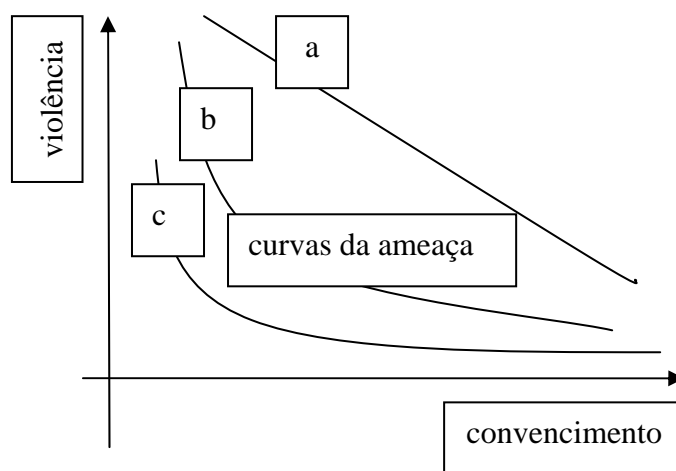 violência
a
b
c
curvas da ameaça
convencimento